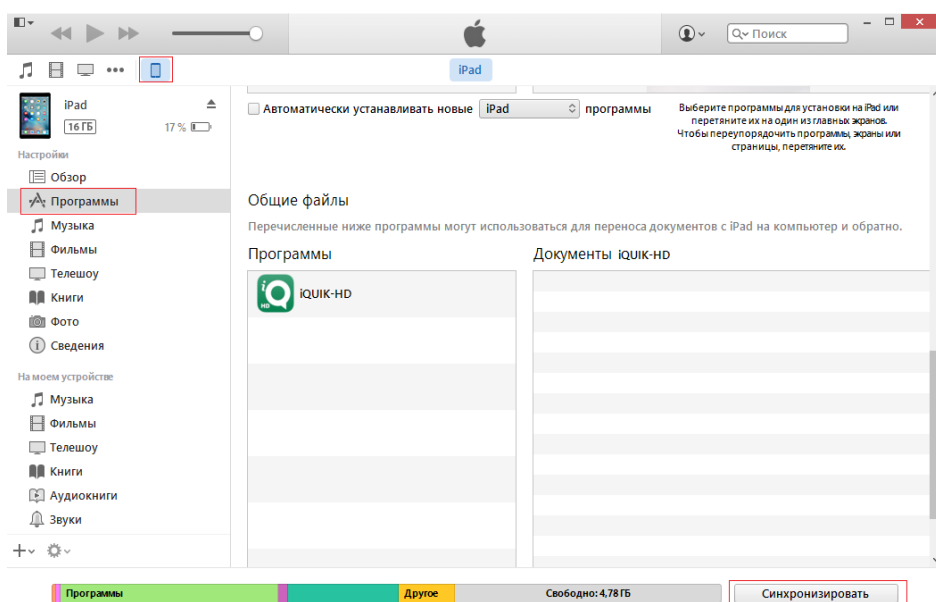 Поиск
iPad
iPad
16 ГБ
17 %
Настройки
Обзор
Программы
Музыка
Фильмы
Телешоу
Книги
Фото
Сведения
На моем устройстве
Музыка
Фильмы
Телешоу
Книги
Аудиокниги
Звуки
Автоматически устанавливать новые iPad программы
Выберите программы для установки на iPad или
перетяните их на один из главных экранов.
Чтобы переупорядочить программы, экраны или
страницы, перетяните их.
Общие файлы
Перечисленные ниже программы могут использоваться для переноса документов с iPad на компьютер и обратно.
Программы
Документы iQUIK-HD
iQ
HD
iQUIK-HD
Программы
Другое
Свободно: 4,78 ГБ
Синхронизировать